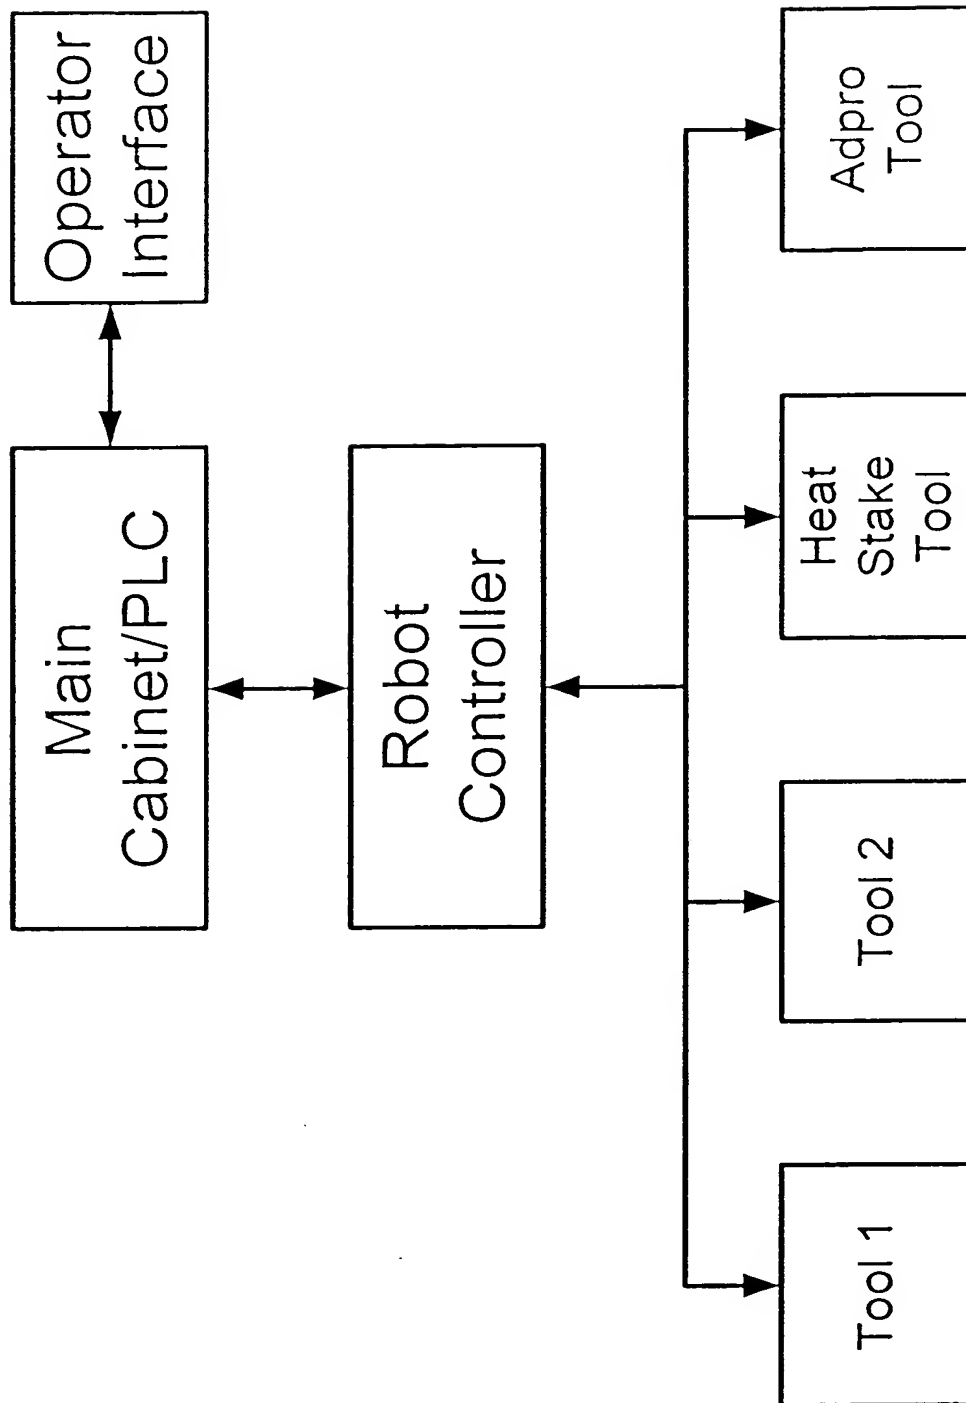 Main
Cabinet/PLC
Operator
Interface
Robot
Controller
Tool 1
Tool 2
Heat
Stake
Tool
Adpro
Tool